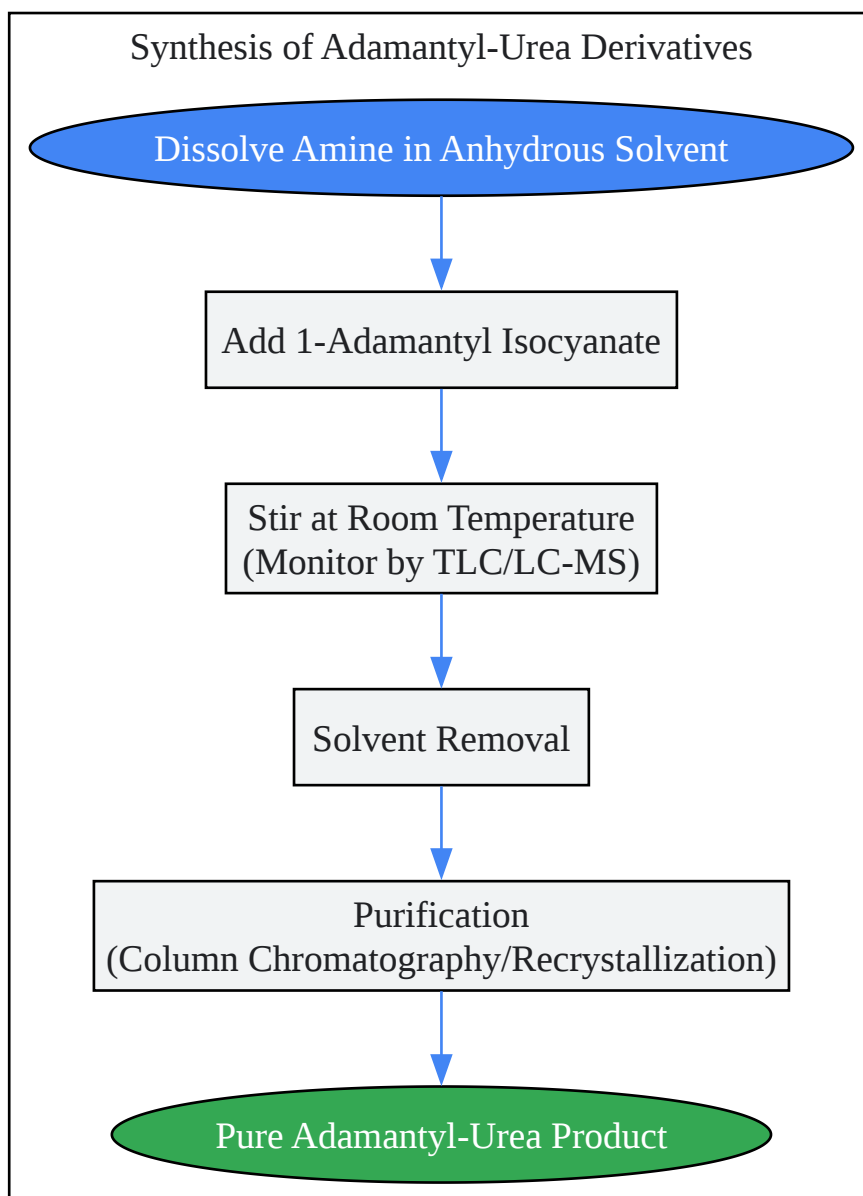 Synthesis of Adamantyl-Urea Derivatives
Dissolve Amine in Anhydrous Solvent
Add 1-Adamantyl Isocyanate
Stir at Room Temperature
(Monitor by TLC/LC-MS)
Solvent Removal
Purification
(Column Chromatography/Recrystallization)
Pure Adamantyl-Urea Product